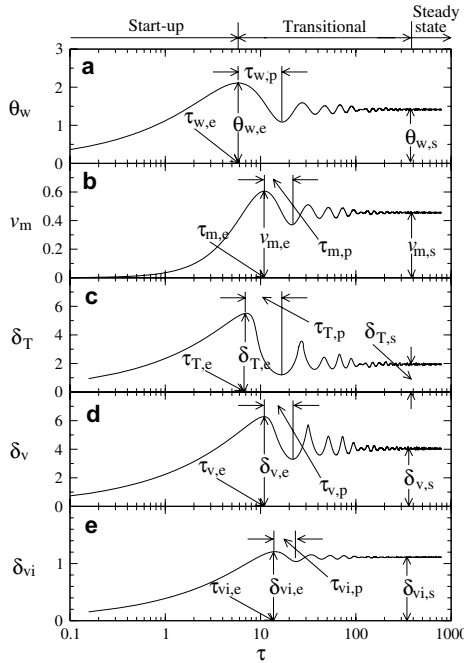 Start-up Transitional Steady state
a
3
2
1
0
θw
τw,p
τw,e
θw,e
θw,s
b
0.6
0.4
0.2
0
vm
τm,e
vm,e
τm,p
vm,s
c
6
4
2
0
δT
τT,p
δT,s
τT,e
δT,e
d
6
4
2
0
δv
τv,e
δv,e
τv,p
δv,s
e
2
1
0
δvi
τvi,e
δvi,e
τvi,p
δvi,s
0.1 1 10 100 1000
τ